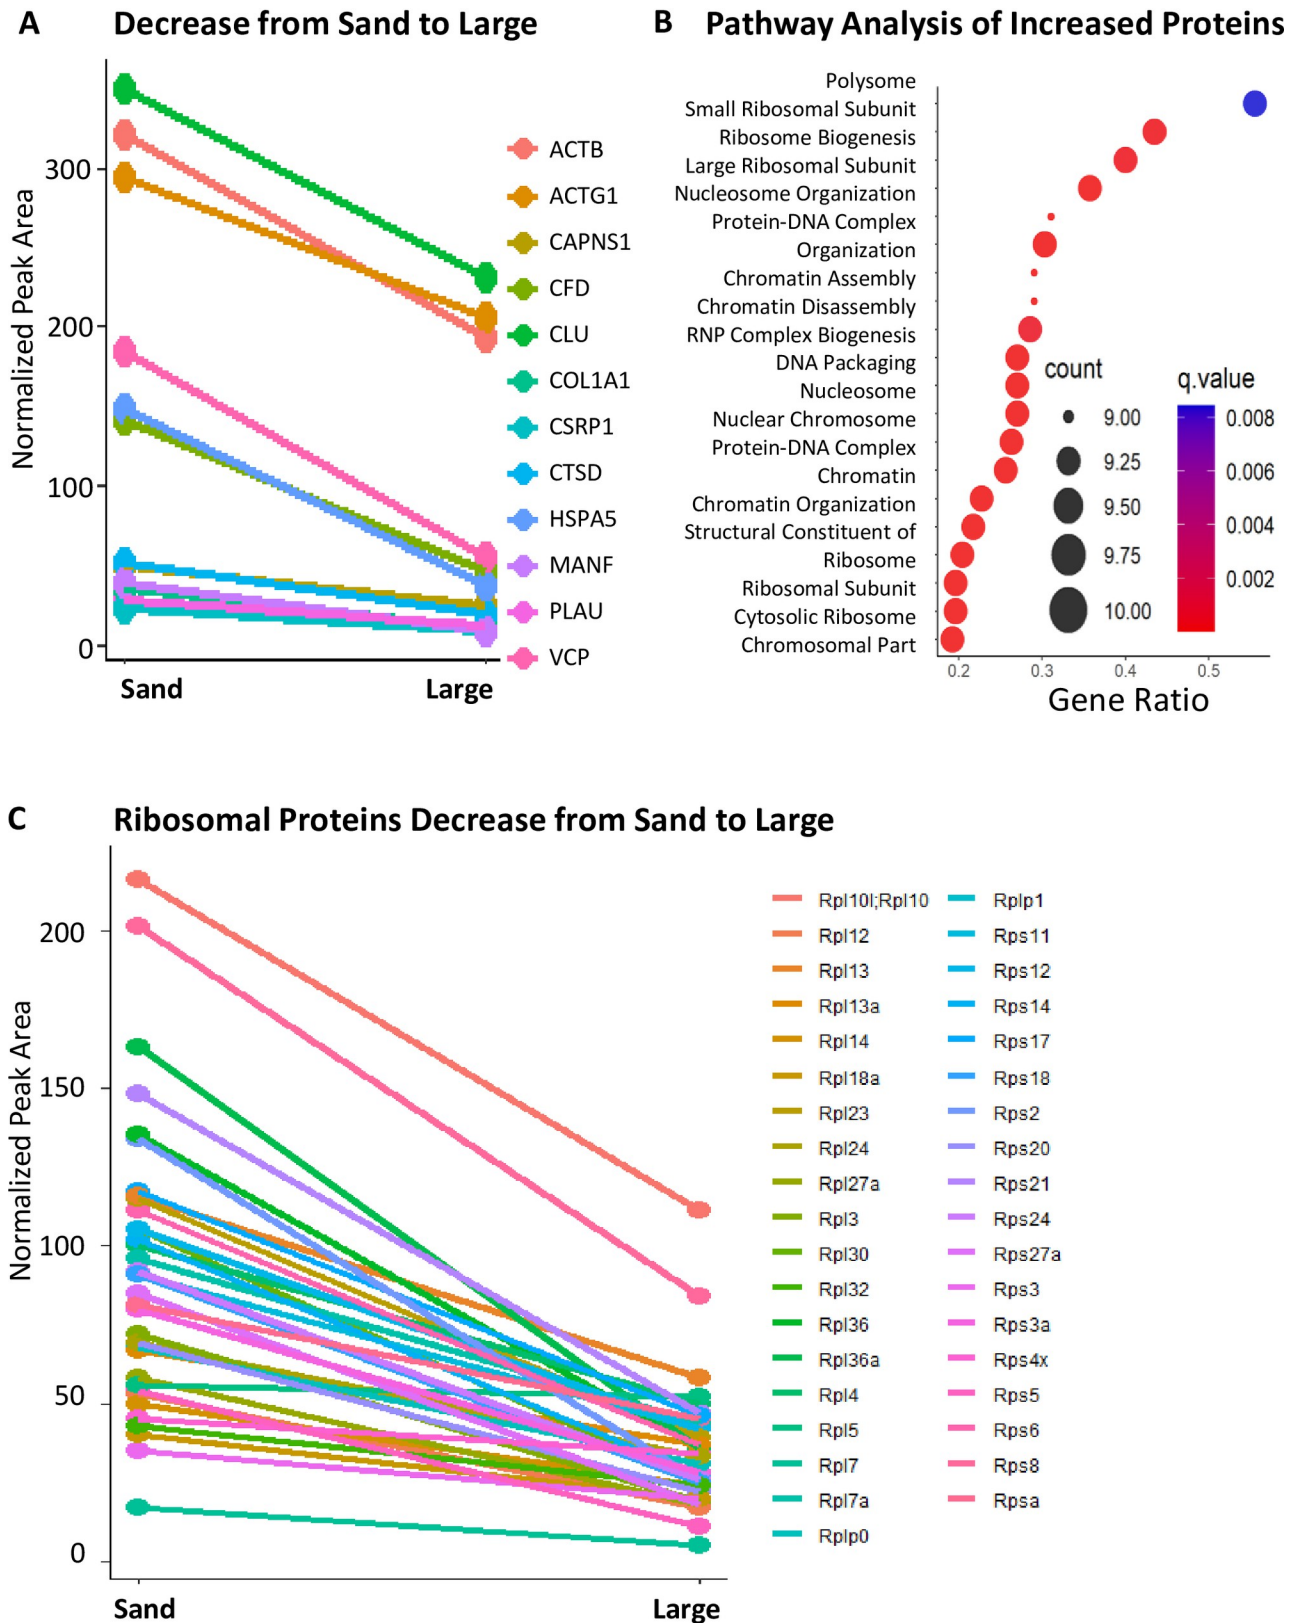 A
Decrease from Sand to Large
Normalized Peak Area
300
200
100
0
Sand
Large
ACTB
ACTG1
CAPNS1
CFD
CLU
COL1A1
CSRP1
CTSD
HSPA5
MANF
PLAU
VCP
B
Pathway Analysis of Increased Proteins
Polysome
Small Ribosomal Subunit
Ribosome Biogenesis
Large Ribosomal Subunit
Nucleosome Organization
Protein-DNA Complex
Organization
Chromatin Assembly
Chromatin Disassembly
RNP Complex Biogenesis
DNA Packaging
Nucleosome
Nuclear Chromosome
Protein-DNA Complex
Chromatin
Chromatin Organization
Structural Constituent of
Ribosome
Ribosomal Subunit
Cytosolic Ribosome
Chromosomal Part
count
9.00
9.25
9.50
9.75
10.00
q.value
0.008
0.006
0.004
0.002
0.2
0.3
0.4
0.5
Gene Ratio
C
Ribosomal Proteins Decrease from Sand to Large
Normalized Peak Area
200
150
100
50
0
Sand
Large
Rpl10l;Rpl10
Rpl12
Rpl13
Rpl13a
Rpl14
Rpl18a
Rpl23
Rpl24
Rpl27a
Rpl3
Rpl30
Rpl32
Rpl36
Rpl36a
Rpl4
Rpl5
Rpl7
Rpl7a
Rplp0
Rplp1
Rps11
Rps12
Rps14
Rps17
Rps18
Rps2
Rps20
Rps21
Rps24
Rps27a
Rps3
Rps3a
Rps4x
Rps5
Rps6
Rps8
Rpsa